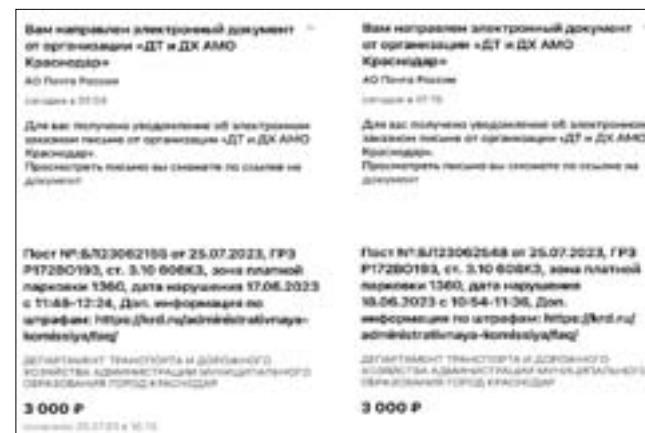 Вам направлен электронный документ
от организации «ДТ и ДХ АМО
Краснодар»
АО Почта России
сегодня в
Для вас получено уведомление об электронном
заказном письме от организации «ДТ и ДХ АМО
Краснодар».
Просмотреть письмо вы сможете по ссылке на
документ
Пост №:БЛ23062155 от 25.07.2023, ГРЗ
Р172ВО193, ст. 3.10 608КЗ, зона платной
парковки 1360, дата нарушения 17.06.2023
с 11:48-12:24, Доп. информация по
штрафам: https://krd.ru/administrativnaya-
komissiya/faq/
ДЕПАРТАМЕНТ ТРАНСПОРТА И ДОРОЖНОГО
ХОЗЯЙСТВА АДМИНИСТРАЦИИ МУНИЦИПАЛЬНОГО
ОБРАЗОВАНИЯ ГОРОД КРАСНОДАР
3 000 ₽
Вам направлен электронный документ
от организации «ДТ и ДХ АМО
Краснодар»
АО Почта России
сегодня в
Для вас получено уведомление об электронном
заказном письме от организации «ДТ и ДХ АМО
Краснодар».
Просмотреть письмо вы сможете по ссылке на
документ
Пост №:БЛ23062548 от 25.07.2023, ГРЗ
Р172ВО193, ст. 3.10 608КЗ, зона платной
парковки 1360, дата нарушения
18.06.2023 с 10:54-11:36, Доп.
информация по штрафам: https://krd.ru/
administrativnaya-komissiya/faq/
ДЕПАРТАМЕНТ ТРАНСПОРТА И ДОРОЖНОГО
ХОЗЯЙСТВА АДМИНИСТРАЦИИ МУНИЦИПАЛЬНОГО
ОБРАЗОВАНИЯ ГОРОД КРАСНОДАР
3 000 ₽